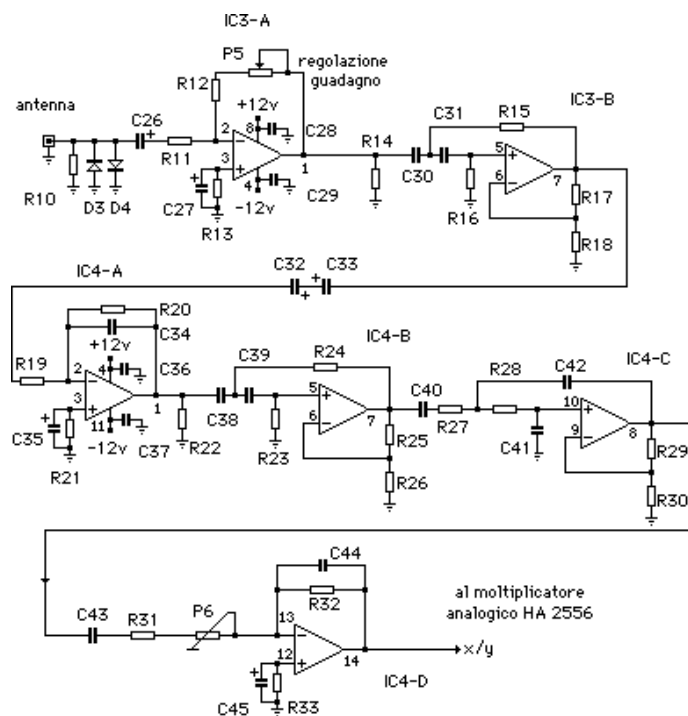 IC3-A
P5
regolazione
guadagno
R12
antenna
C26
+
+12v
8
C28
C31
R15
IC3-B
2
R11
3
1
R14
C30
5
6
7
R10
D3
D4
C27
R13
4
-12v
C29
R16
R17
R18
C32
C33
IC4-A
R20
C34
+12v
C36
R19
2
4
3
1
C35
R21
11
-12v
C37
C39
R24
IC4-B
C38
R22
R23
5
6
7
C40
R25
R26
R28
R27
C42
IC4-C
C41
10
9
8
R29
R30
C44
C43
R31
P6
R32
13
12
14
C45
R33
IC4-D
al moltiplicatore
analogico HA 2556
x/y